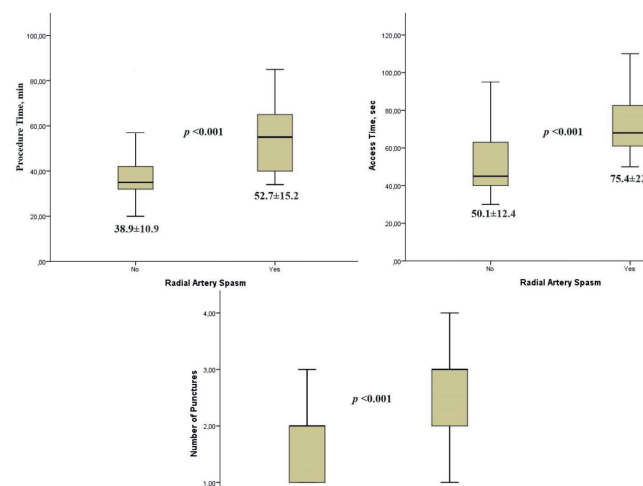 100,00
80,00
60,00
40,00
20,00
,00
Procedure Time, min
p <0.001
38.9±10.9
52.7±15.2
No
Yes
Radial Artery Spasm
120,00
100,00
80,00
60,00
40,00
20,00
,00
Access Time, sec
p <0.001
50.1±12.4
75.4±22
No
Yes
Radial Artery Spasm
4,00
3,00
2,00
1,00
Number of Punctures
p <0.001